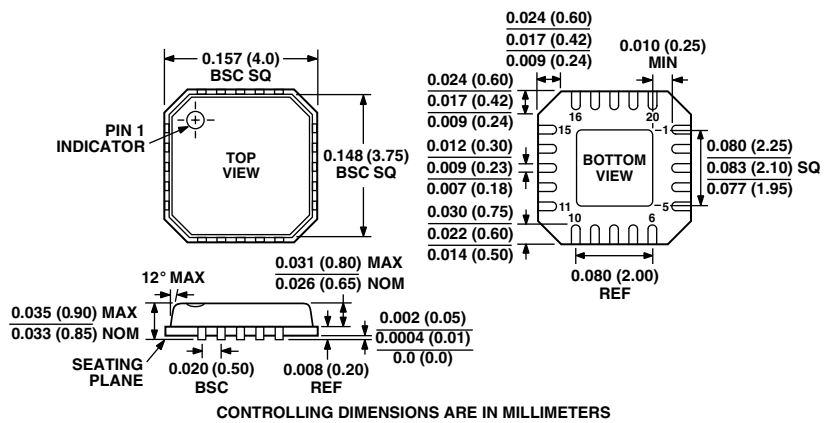 0.157 (4.0)
BSC SQ
PIN 1
INDICATOR
TOP
VIEW
0.148 (3.75)
BSC SQ
0.024 (0.60)
0.017 (0.42)
0.009 (0.24)
0.010 (0.25)
MIN
0.024 (0.60)
0.017 (0.42)
0.009 (0.24)
0.012 (0.30)
0.009 (0.23)
0.007 (0.18)
0.030 (0.75)
0.022 (0.60)
0.014 (0.50)
16
20
15
1
BOTTOM
VIEW
11
5
10
6
0.080 (2.25)
0.083 (2.10) SQ
0.077 (1.95)
0.080 (2.00)
REF
12° MAX
0.031 (0.80) MAX
0.026 (0.65) NOM
0.035 (0.90) MAX
0.033 (0.85) NOM
SEATING
PLANE
0.020 (0.50)
BSC
0.008 (0.20)
REF
0.002 (0.05)
0.0004 (0.01)
0.0 (0.0)
CONTROLLING DIMENSIONS ARE IN MILLIMETERS